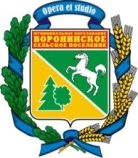 Opera et studio
МУНИЦИПАЛЬНОЕ ОБРАЗОВАНИЕ
ВОРОНИНСКОЕ
СЕЛЬСКОЕ ПОСЕЛЕНИЕ